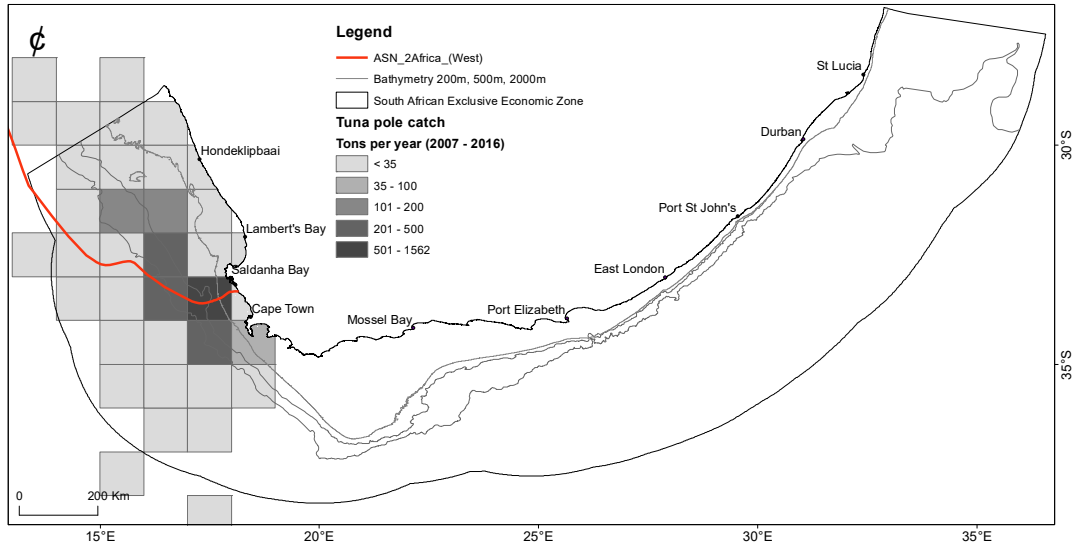 ¢
Legend
ASN_2Africa_(West)
Bathymetry 200m, 500m, 2000m
South African Exclusive Economic Zone
Tuna pole catch
Tons per year (2007 - 2016)
< 35
35 - 100
101 - 200
201 - 500
501 - 1562
St Lucia
Durban
Hondeklipbaai
Port St John's
Lambert's Bay
East London
Saldanha Bay
Cape Town
Port Elizabeth
Mossel Bay
30°S
35°S
0 200 Km
15°E 20°E 25°E 30°E 35°E